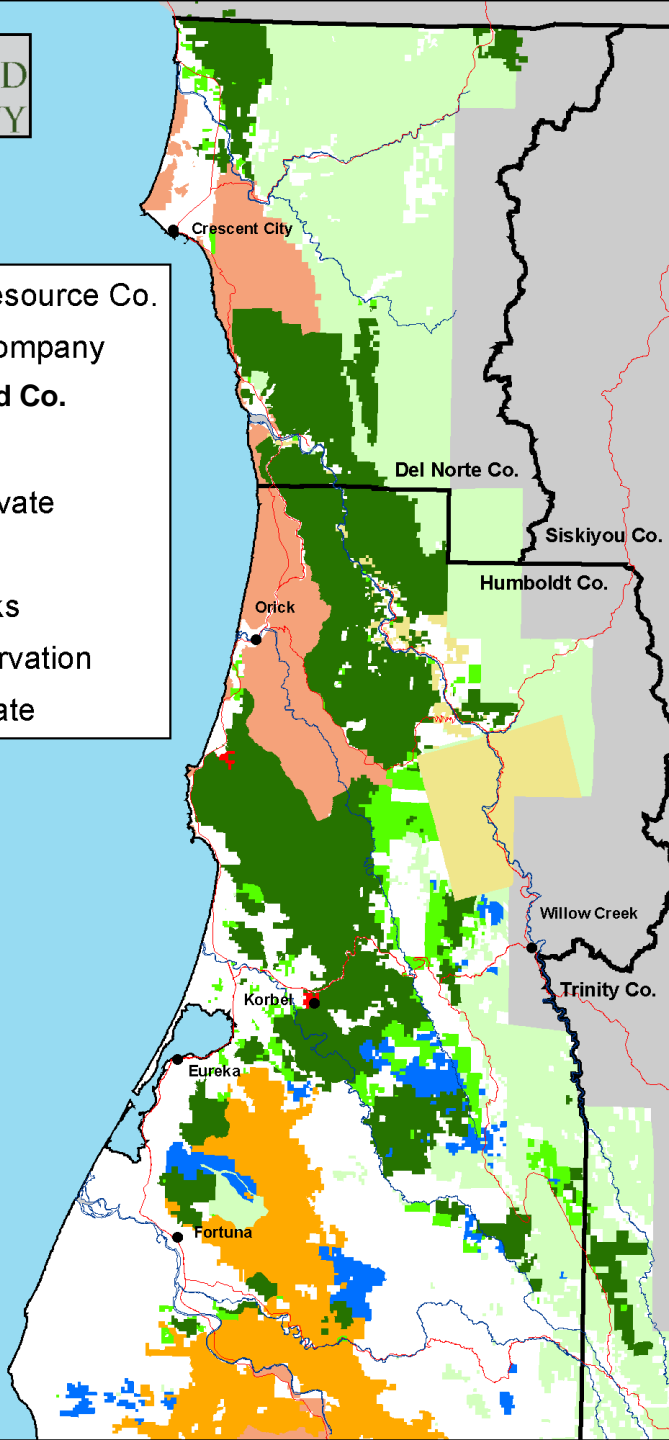 D
Y
Crescent City
esource Co.
ompany
d Co.
vate
ks
rvation
ate
Del Norte Co.
Siskiyou Co.
Humboldt Co.
Orick
Willow Creek
Trinity Co.
Korbel
Eureka
Fortuna